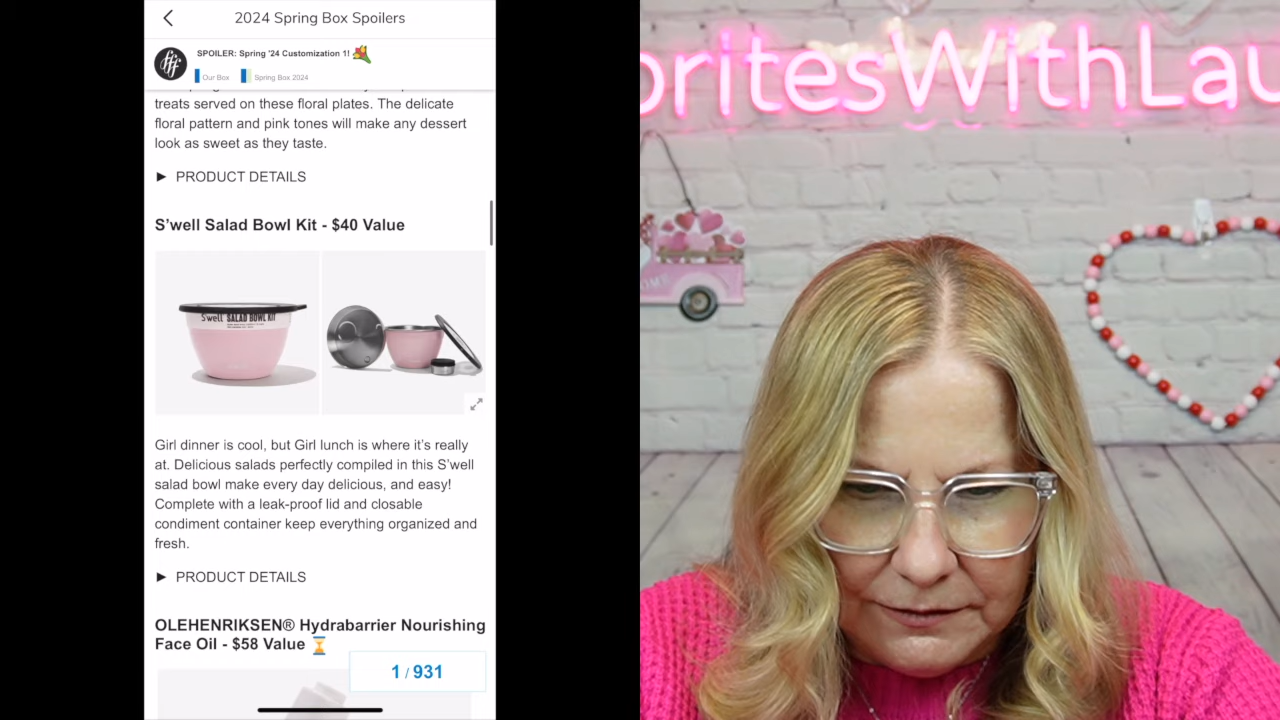 2024 Spring Box Spoilers
fff
SPOILER: Spring '24 Customization 1!
Our Box Spring Box 2024
treats served on these floral plates. The delicate
floral pattern and pink tones will make any dessert
look as sweet as they taste.
► PRODUCT DETAILS
S'well Salad Bowl Kit - $40 Value
S'well SALAD BOWL KIT
Girl dinner is cool, but Girl lunch is where it's really
at. Delicious salads perfectly compiled in this S'well
salad bowl make every day delicious, and easy!
Complete with a leak-proof lid and closable
condiment container keep everything organized and
fresh.
► PRODUCT DETAILS
OLEHENRIKSEN® Hydrabarrier Nourishing
Face Oil - $58 Value
1 / 931
oritesWithLau